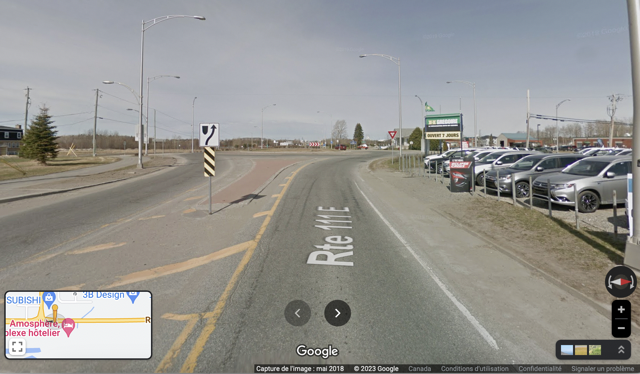 OUVERT 7 JOURS
Rte 111 E
SUBISHI
3B Design
R
Amosphère,
plexe hôtelier
Google
Capture de l'image : mai 2018 © 2023 Google Canada Conditions d'utilisation Confidentialité Signaler un problème